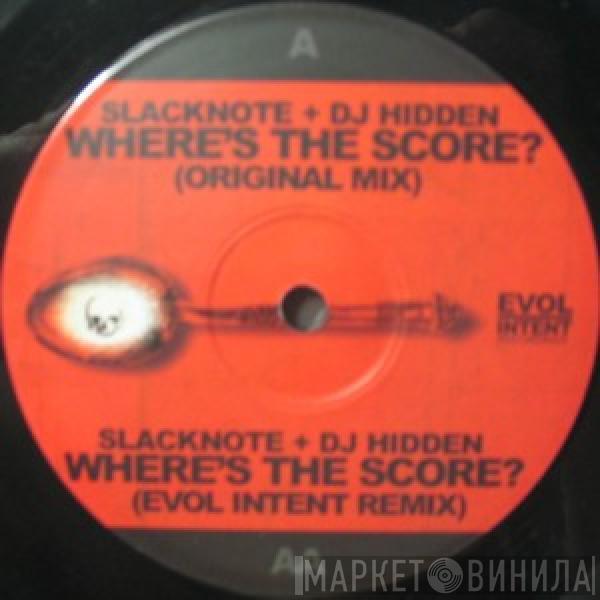 A
SLACKNOTE + DJ HIDDEN
WHERE'S THE SCORE?
(ORIGINAL MIX)
EVOL
INTENT
SLACKNOTE + DJ HIDDEN
WHERE'S THE SCORE?
(EVOL INTENT REMIX)
МАРКЕТ ВИНИЛА